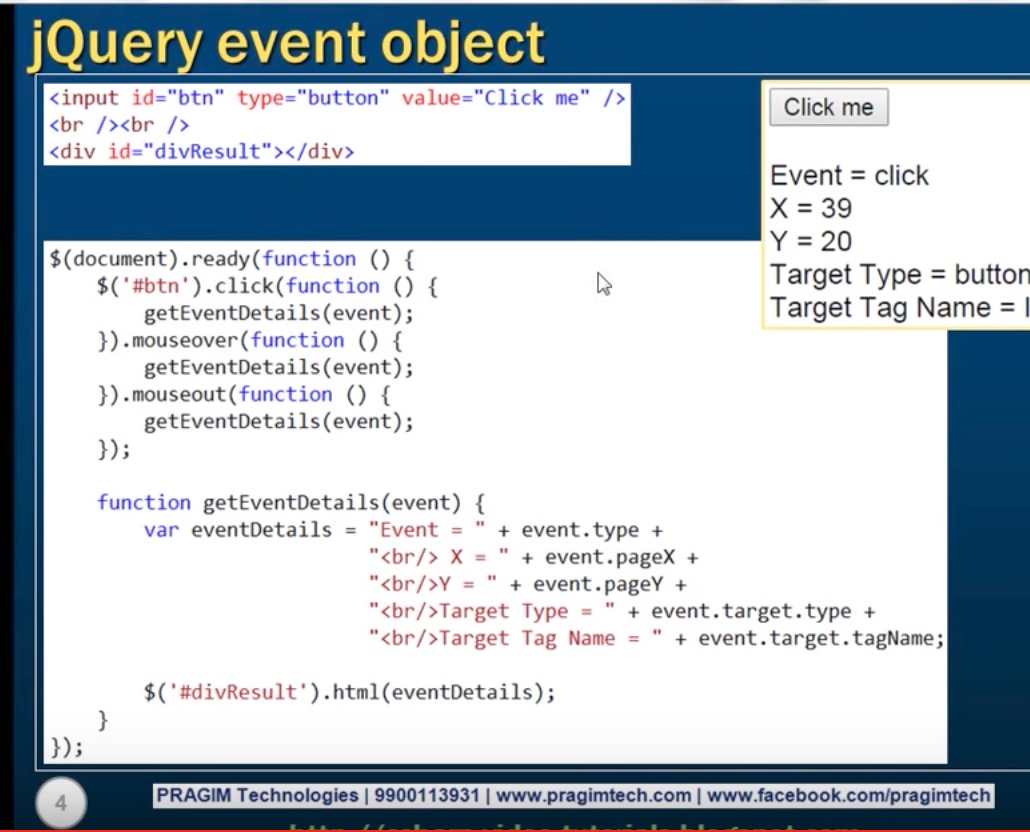 jQuery event object
<input id="btn" type="button" value="Click me" />
<br /><br />
<div id="divResult"></div>
Click me
Event = click
X = 39
Y = 20
Target Type = button
Target Tag Name = I
$(document).ready(function () {
$('#btn').click(function () {
getEventDetails(event);
}).mouseover(function () {
getEventDetails(event);
}).mouseout(function () {
getEventDetails(event);
});
function getEventDetails(event) {
var eventDetails = "Event = " + event.type +
"<br/> X = " + event.pageX +
"<br/>Y = " + event.pageY +
"<br/>Target Type = " + event.target.type +
"<br/>Target Tag Name = " + event.target.tagName;
$('#divResult').html(eventDetails);
}
});
4
PRAGIM Technologies | 9900113931 | www.pragimtech.com | www.facebook.com/pragimtech